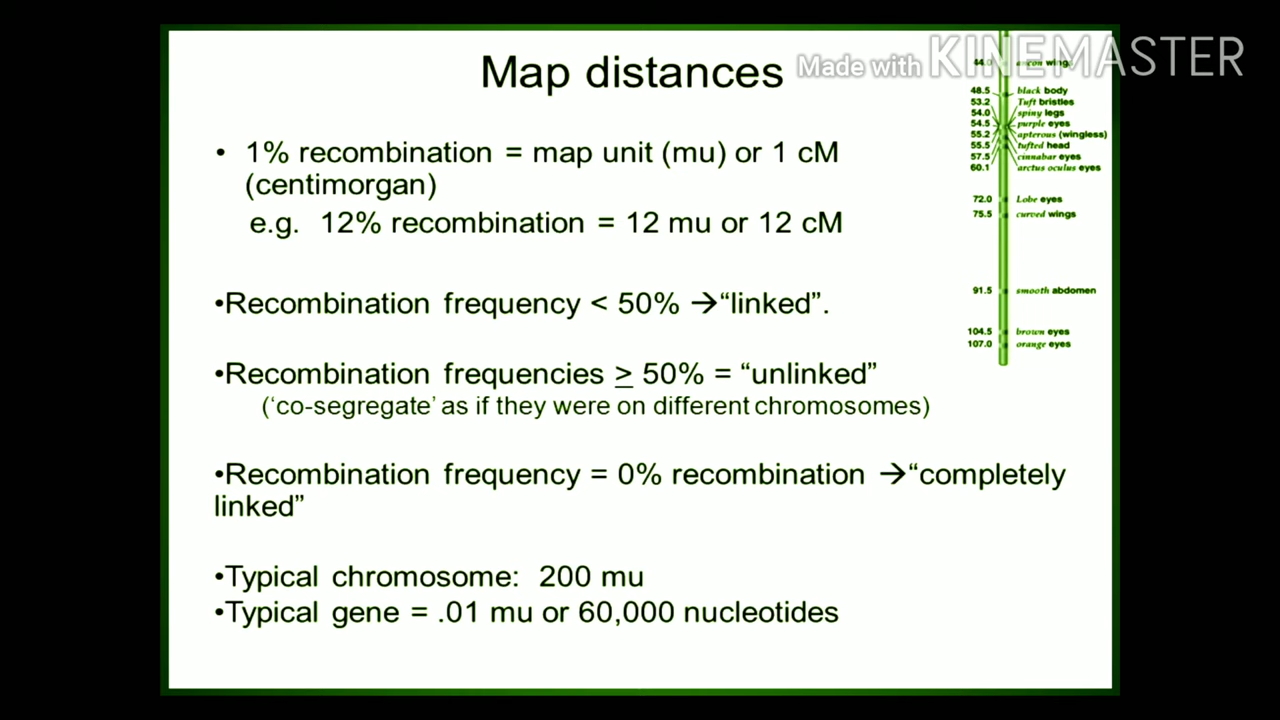 Map distances
Made with KINEMASTER
• 1% recombination = map unit (mu) or 1 cM
(centimorgan)
e.g. 12% recombination = 12 mu or 12 cM
•Recombination frequency < 50% →“linked”.
•Recombination frequencies ≥ 50% = “unlinked”
(‘co-segregate’ as if they were on different chromosomes)
•Recombination frequency = 0% recombination →“completely
linked”
•Typical chromosome: 200 mu
•Typical gene = .01 mu or 60,000 nucleotides
48.5 black body
53.2 Tuft bristles
54.0 spiny legs
54.5 purple eyes
55.2 apterous (wingless)
55.5 tufted head
57.5 cinnabar eyes
60.1 arctus oculus eyes
72.0 Lobe eyes
75.5 curved wings
91.5 smooth abdomen
104.5 brown eyes
107.0 orange eyes